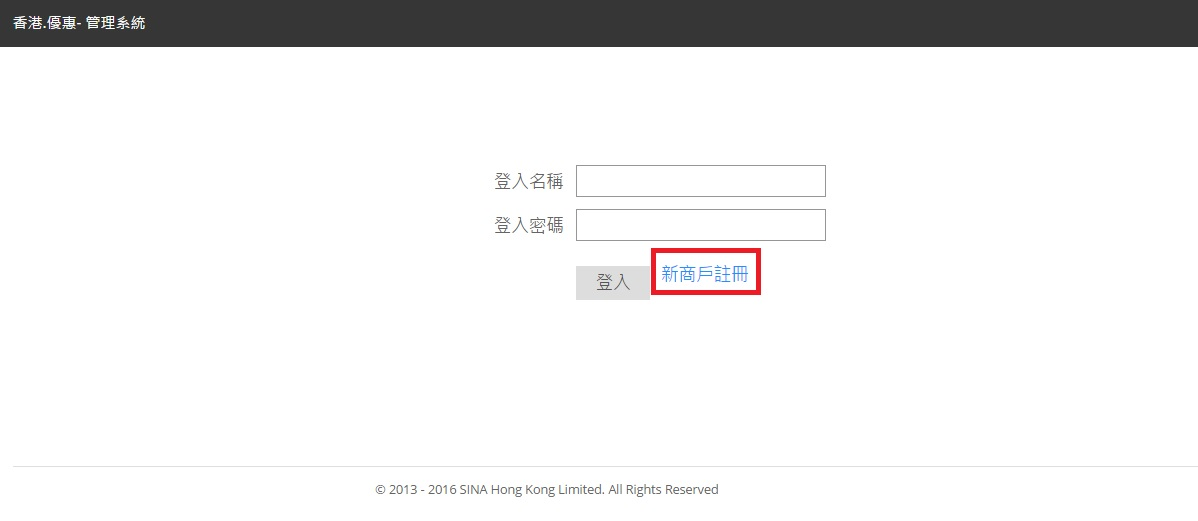 香港.優惠- 管理系統
登入名稱
登入密碼
登入 新商戶註冊
© 2013 - 2016 SINA Hong Kong Limited. All Rights Reserved